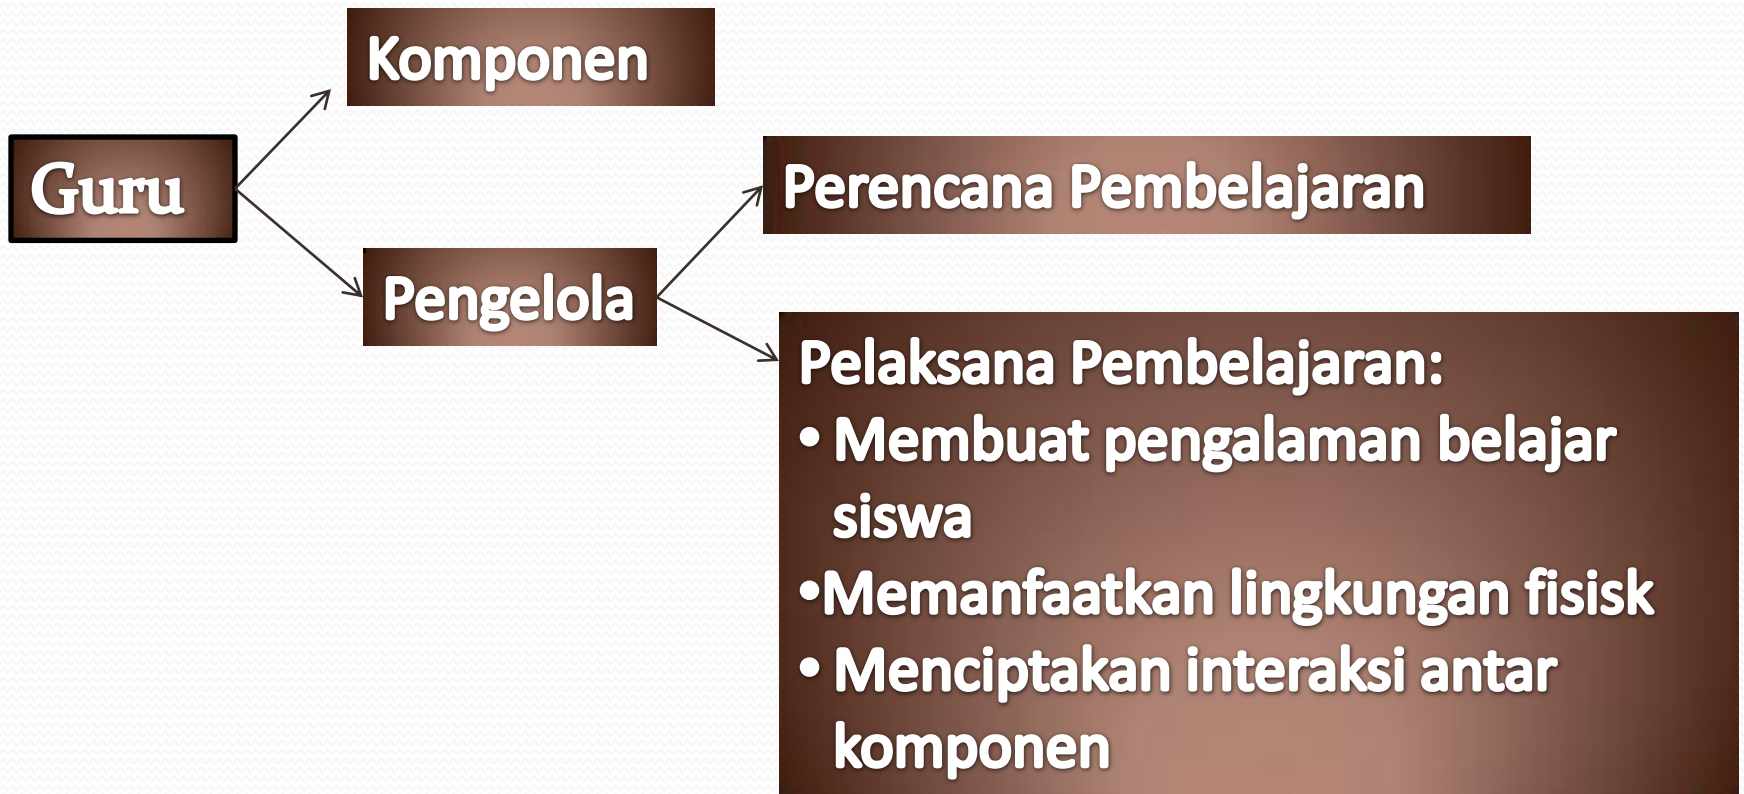 Komponen
Guru
Perencana Pembelajaran
Pengelola
Pelaksana Pembelajaran:
• Membuat pengalaman belajar
siswa
•Memanfaatkan lingkungan fisisk
• Menciptakan interaksi antar
komponen